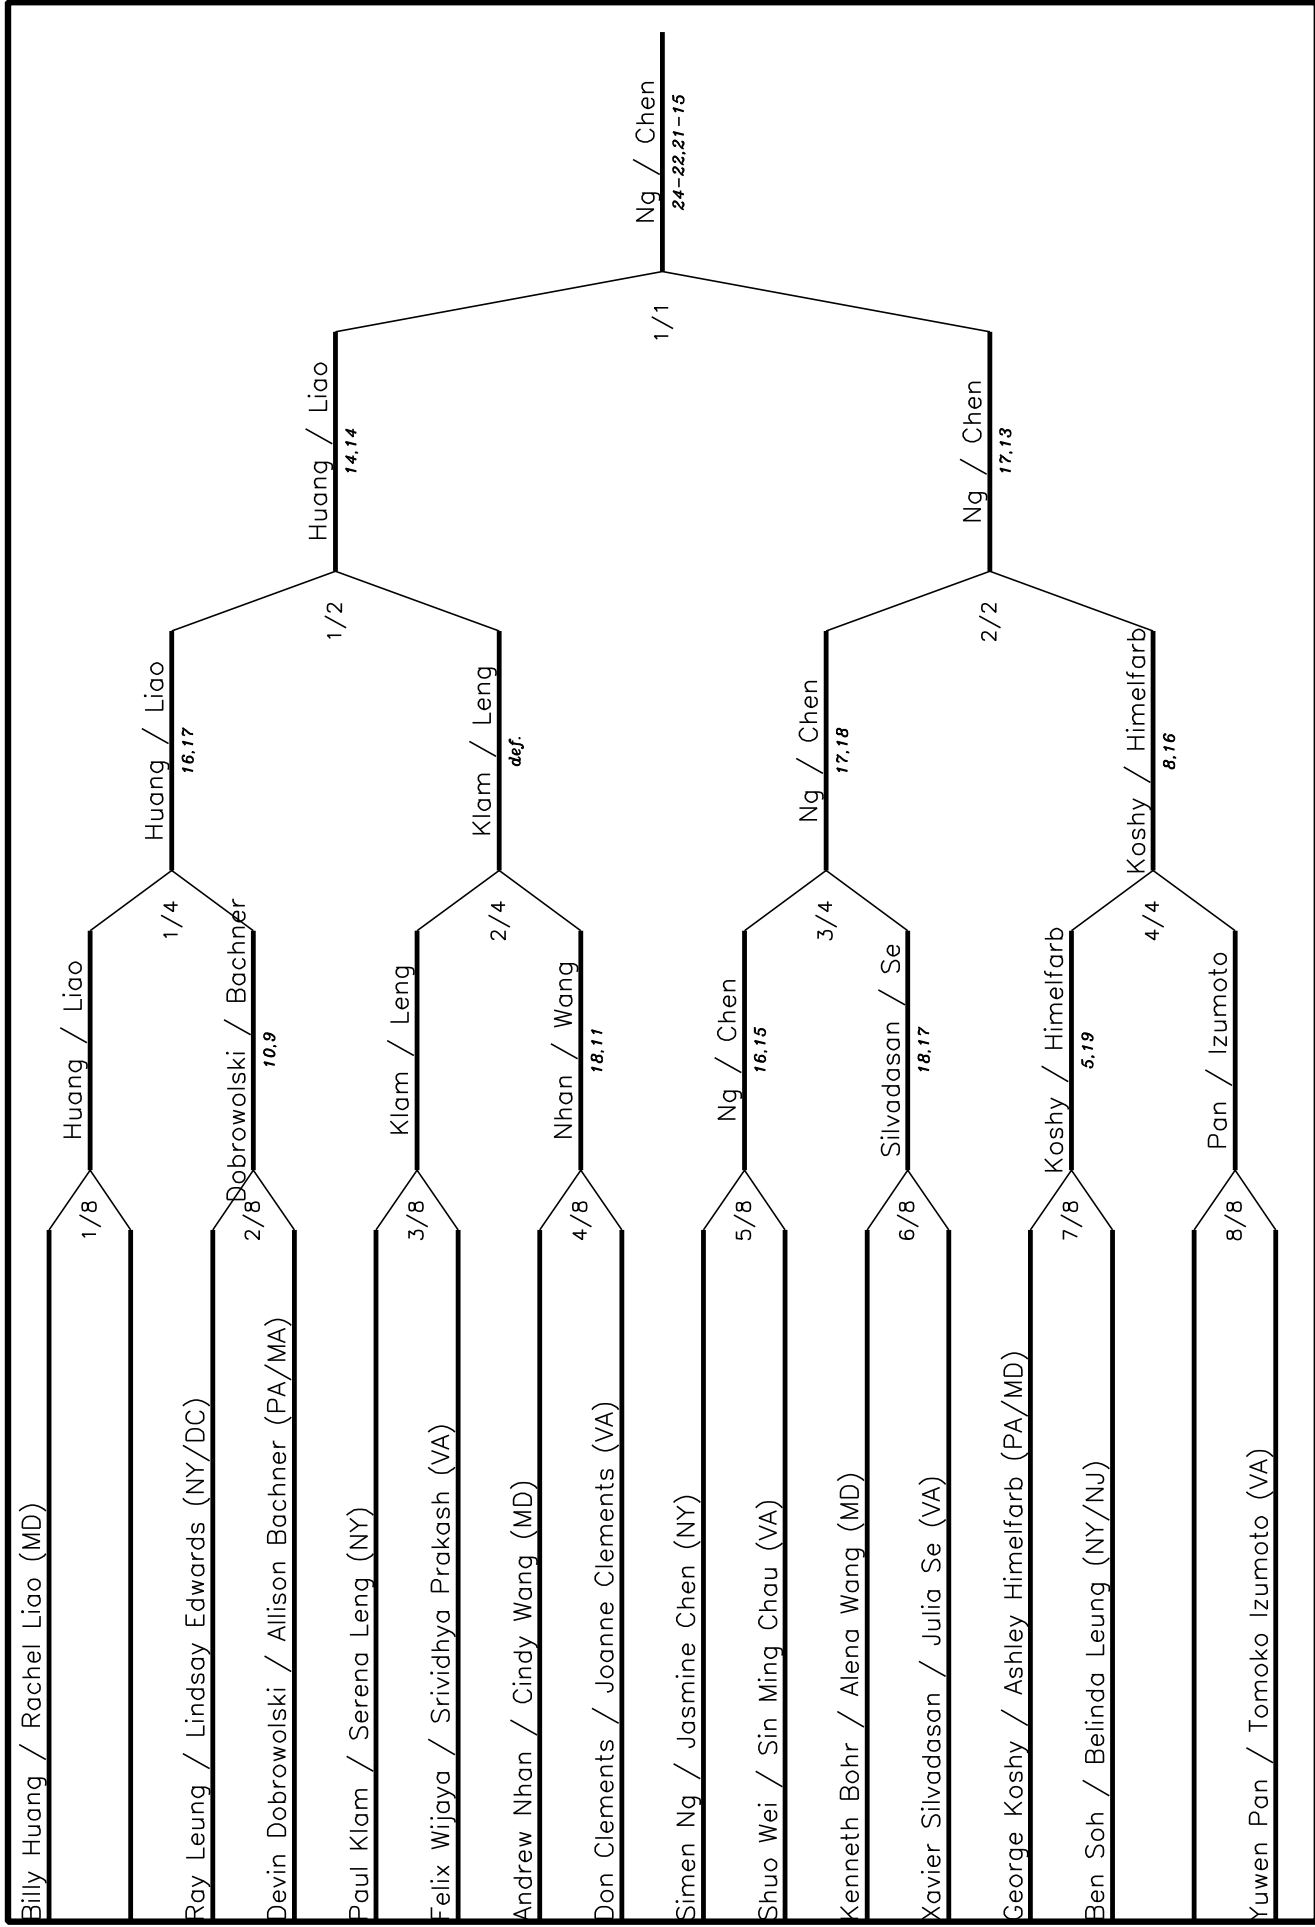 Billy Huang / Rachel Liao (MD)
Ray Leung / Lindsay Edwards (NY/DC)
Devin Dobrowolski / Allison Bachner (PA/MA)
Paul Klam / Serena Leng (NY)
Felix Wijaya / Srividhya Prakash (VA)
Andrew Nhan / Cindy Wang (MD)
Don Clements / Joanne Clements (VA)
Simen Ng / Jasmine Chen (NY)
Shuo Wei / Sin Ming Chau (VA)
Kenneth Bohr / Alena Wang (MD)
Xavier Silvadasan / Julia Se (VA)
George Koshy / Ashley Himelfarb (PA/MD)
Ben Soh / Belinda Leung (NY/NJ)
Yuwen Pan / Tomoko Izumoto (VA)
1/8
2/8
3/8
4/8
5/8
6/8
7/8
8/8
Huang / Liao
Dobrowolski / Bachner
10,9
Klam / Leng
Nhan / Wang
18,11
Ng / Chen
16,15
Silvadasan / Se
18,17
Koshy / Himelfarb
5,19
Pan / Izumoto
1/4
2/4
3/4
4/4
Huang / Liao
16,17
Klam / Leng
def.
Ng / Chen
17,18
Koshy / Himelfarb
8,16
1/2
2/2
Huang / Liao
14,14
Ng / Chen
17,13
1/1
Ng / Chen
24-22,21-15